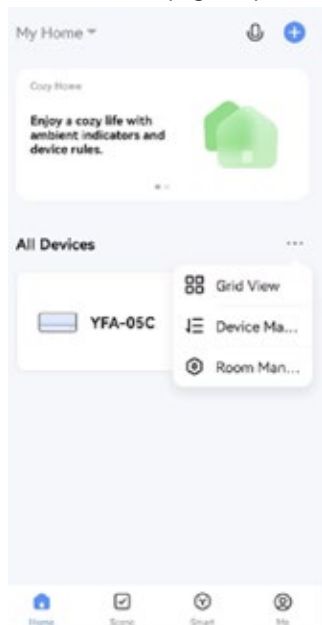 My Home
Cozy Home
Enjoy a cozy life with
ambient indicators and
device rules.
All Devices
...
Grid View
YFA-05C
Device Ma...
Room Man...
Home
Scene
Smart
Me